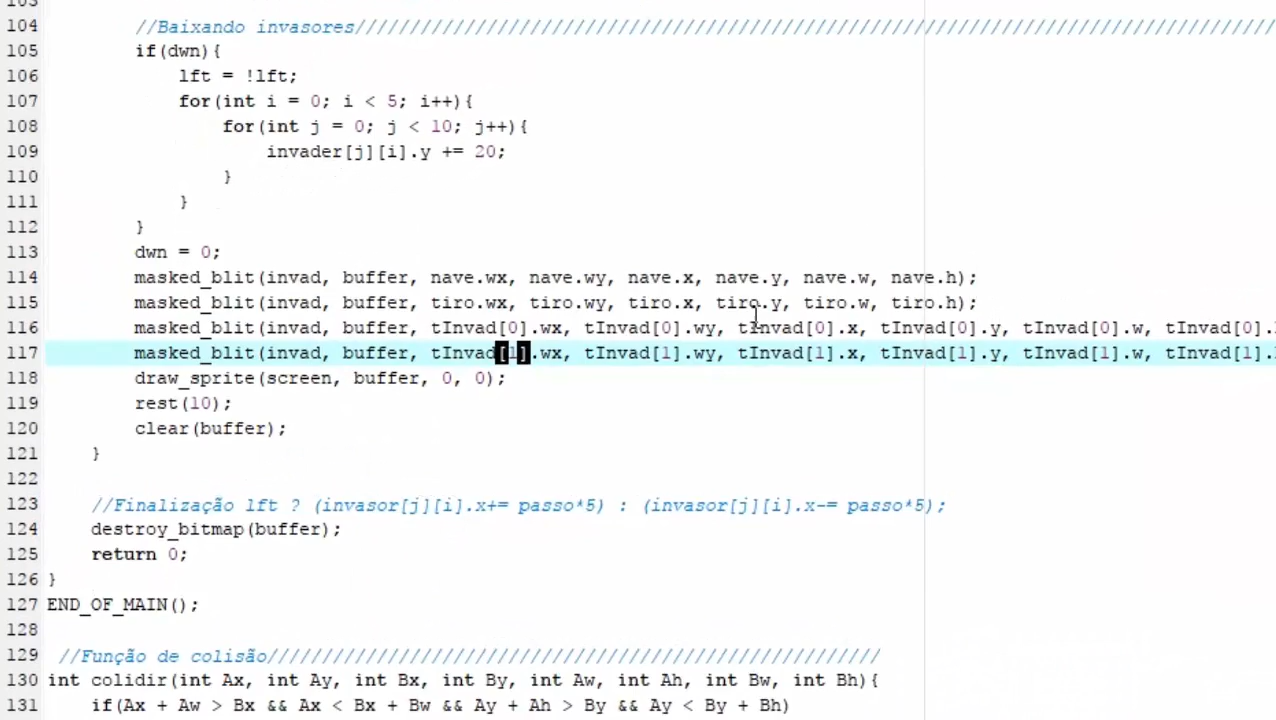 103
104 //Baixando invasores/////////////////////////////////////////////////////////////////////////////////////
105 if(dwn){
106 lft = !lft;
107 for(int i = 0; i < 5; i++){
108 for(int j = 0; j < 10; j++){
109 invader[j][i].y += 20;
110 }
111 }
112 }
113 dwn = 0;
114 masked_blit(invad, buffer, nave.wx, nave.wy, nave.x, nave.y, nave.w, nave.h);
115 masked_blit(invad, buffer, tiro.wx, tiro.wy, tiro.x, tiro.y, tiro.w, tiro.h);
116 masked_blit(invad, buffer, tInvad[0].wx, tInvad[0].wy, tInvad[0].x, tInvad[0].y, tInvad[0].w, tInvad[0].
117 masked_blit(invad, buffer, tInvad[1].wx, tInvad[1].wy, tInvad[1].x, tInvad[1].y, tInvad[1].w, tInvad[1].
118 draw_sprite(screen, buffer, 0, 0);
119 rest(10);
120 clear(buffer);
121 }
122
123 //Finalização lft ? (invasor[j][i].x+= passo*5) : (invasor[j][i].x-= passo*5);
124 destroy_bitmap(buffer);
125 return 0;
126 }
127 END_OF_MAIN();
128
129 //Função de colisão////////////////////////////////////////////////////////
130 int colidir(int Ax, int Ay, int Bx, int By, int Aw, int Ah, int Bw, int Bh){
131 if(Ax + Aw > Bx && Ax < Bx + Bw && Ay + Ah > By && Ay < By + Bh)